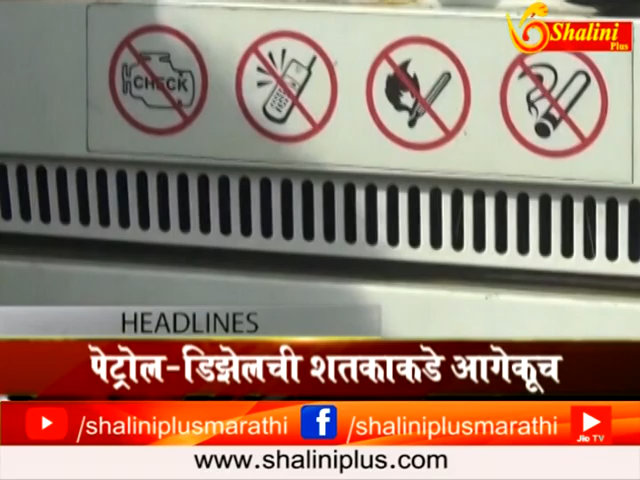 Shalini
Plus
CHECK
HEADLINES
पेट्रोल-डिझेलची शतकाकडे आगेकूच
/shaliniplusmarathi
/shaliniplusmarathi
Jio TV
www.shaliniplus.com